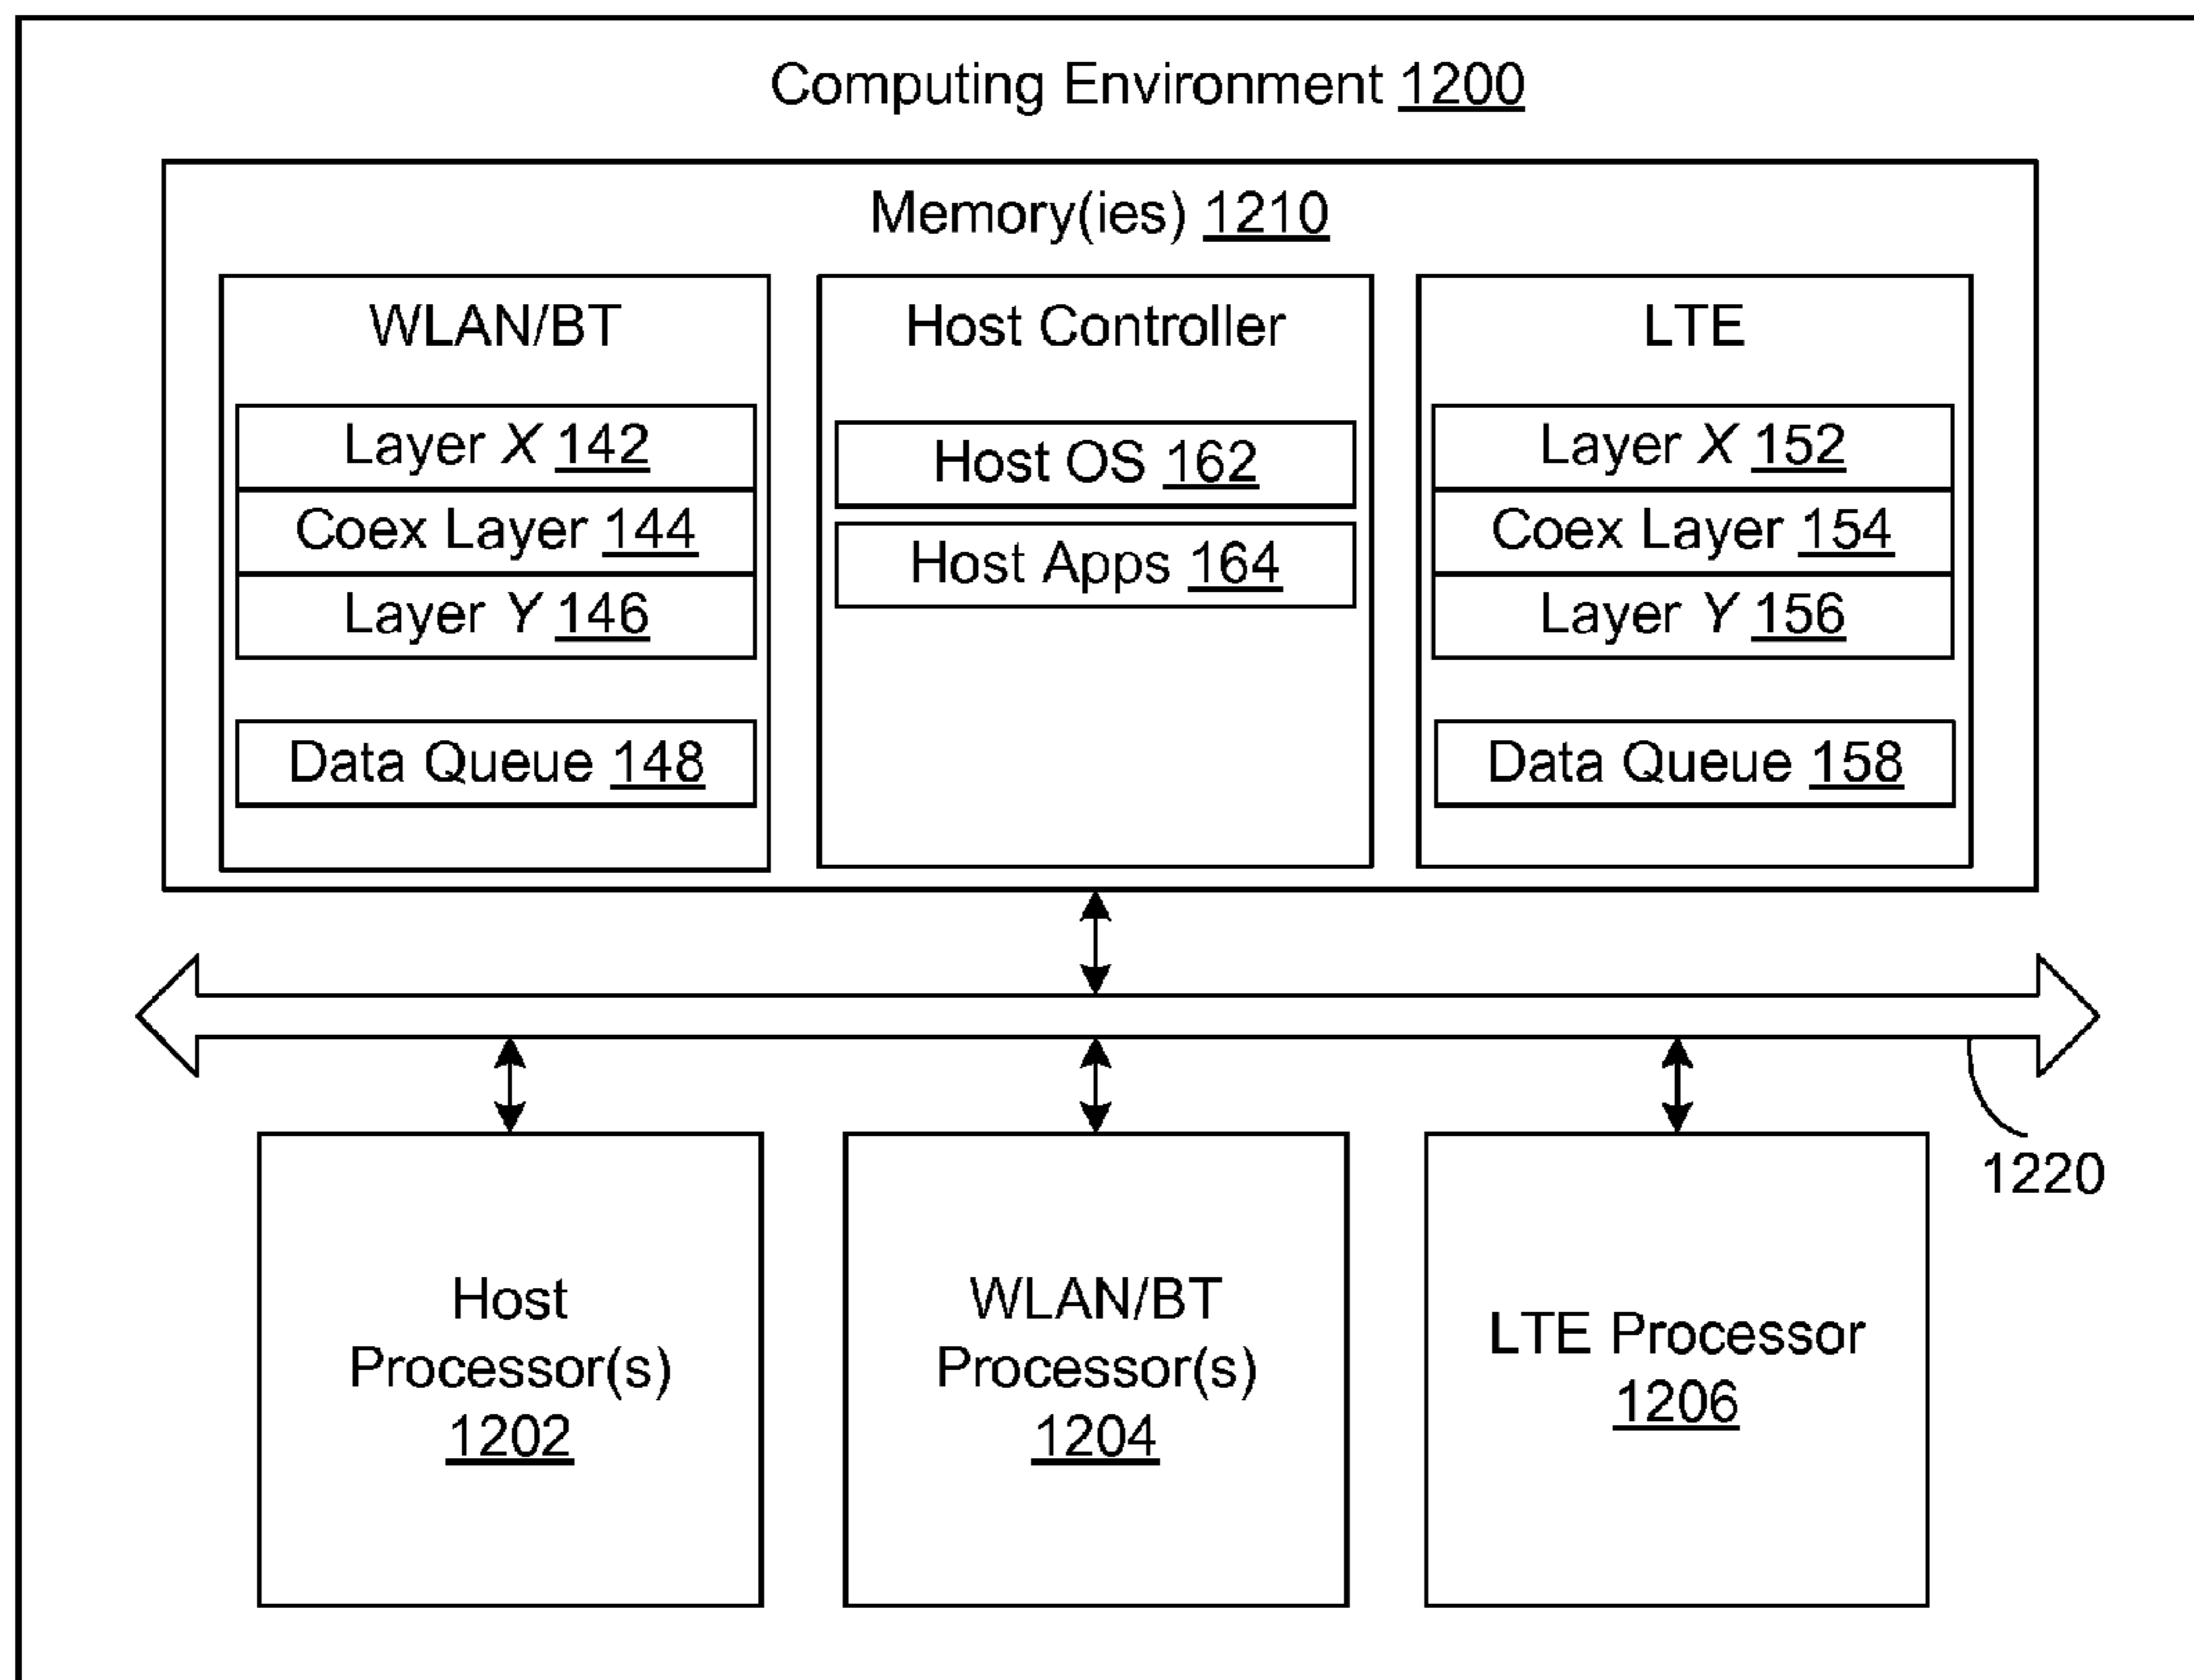 Computing Environment 1200
Memory(ies) 1210
WLAN/BT
Layer X 142
Coex Layer 144
Layer Y 146
Data Queue 148
Host Controller
Host OS 162
Host Apps 164
LTE
Layer X 152
Coex Layer 154
Layer Y 156
Data Queue 158
1220
Host
Processor(s)
1202
WLAN/BT
Processor(s)
1204
LTE Processor
1206